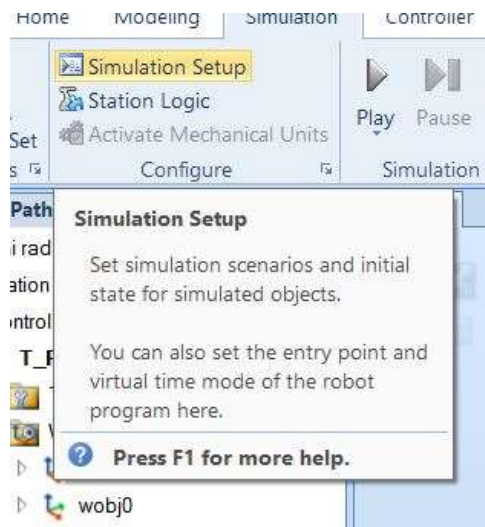 Home Modeling Simulation Controller
Simulation Setup
Station Logic
Activate Mechanical Units
Set
Play Pause
Configure
Simulation
Path
Simulation Setup
Set simulation scenarios and initial
state for simulated objects.
You can also set the entry point and
virtual time mode of the robot
program here.
Press F1 for more help.
wobj0